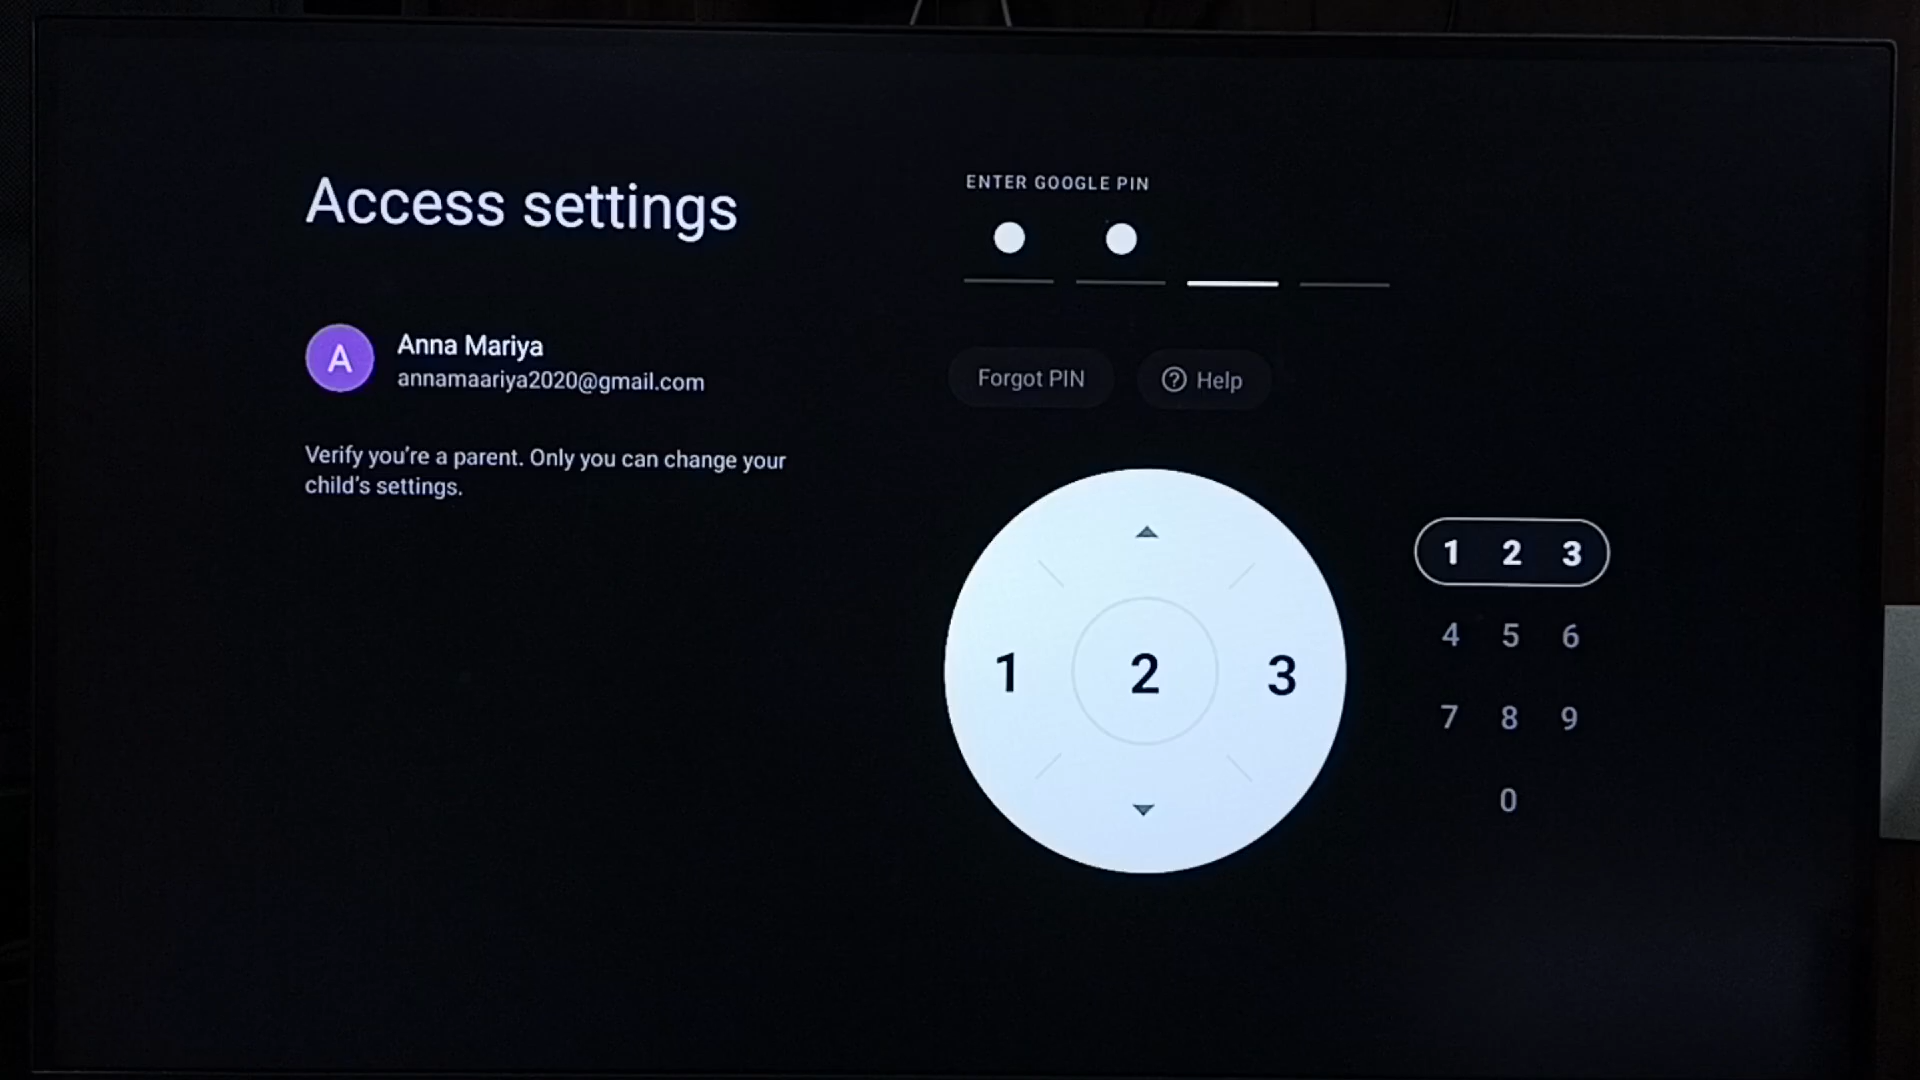 Access settings
A
Anna Mariya
annamaariya2020@gmail.com
Verify you're a parent. Only you can change your
child's settings.
ENTER GOOGLE PIN
Forgot PIN
Help
1 2 3
1 2 3
4 5 6
7 8 9
0